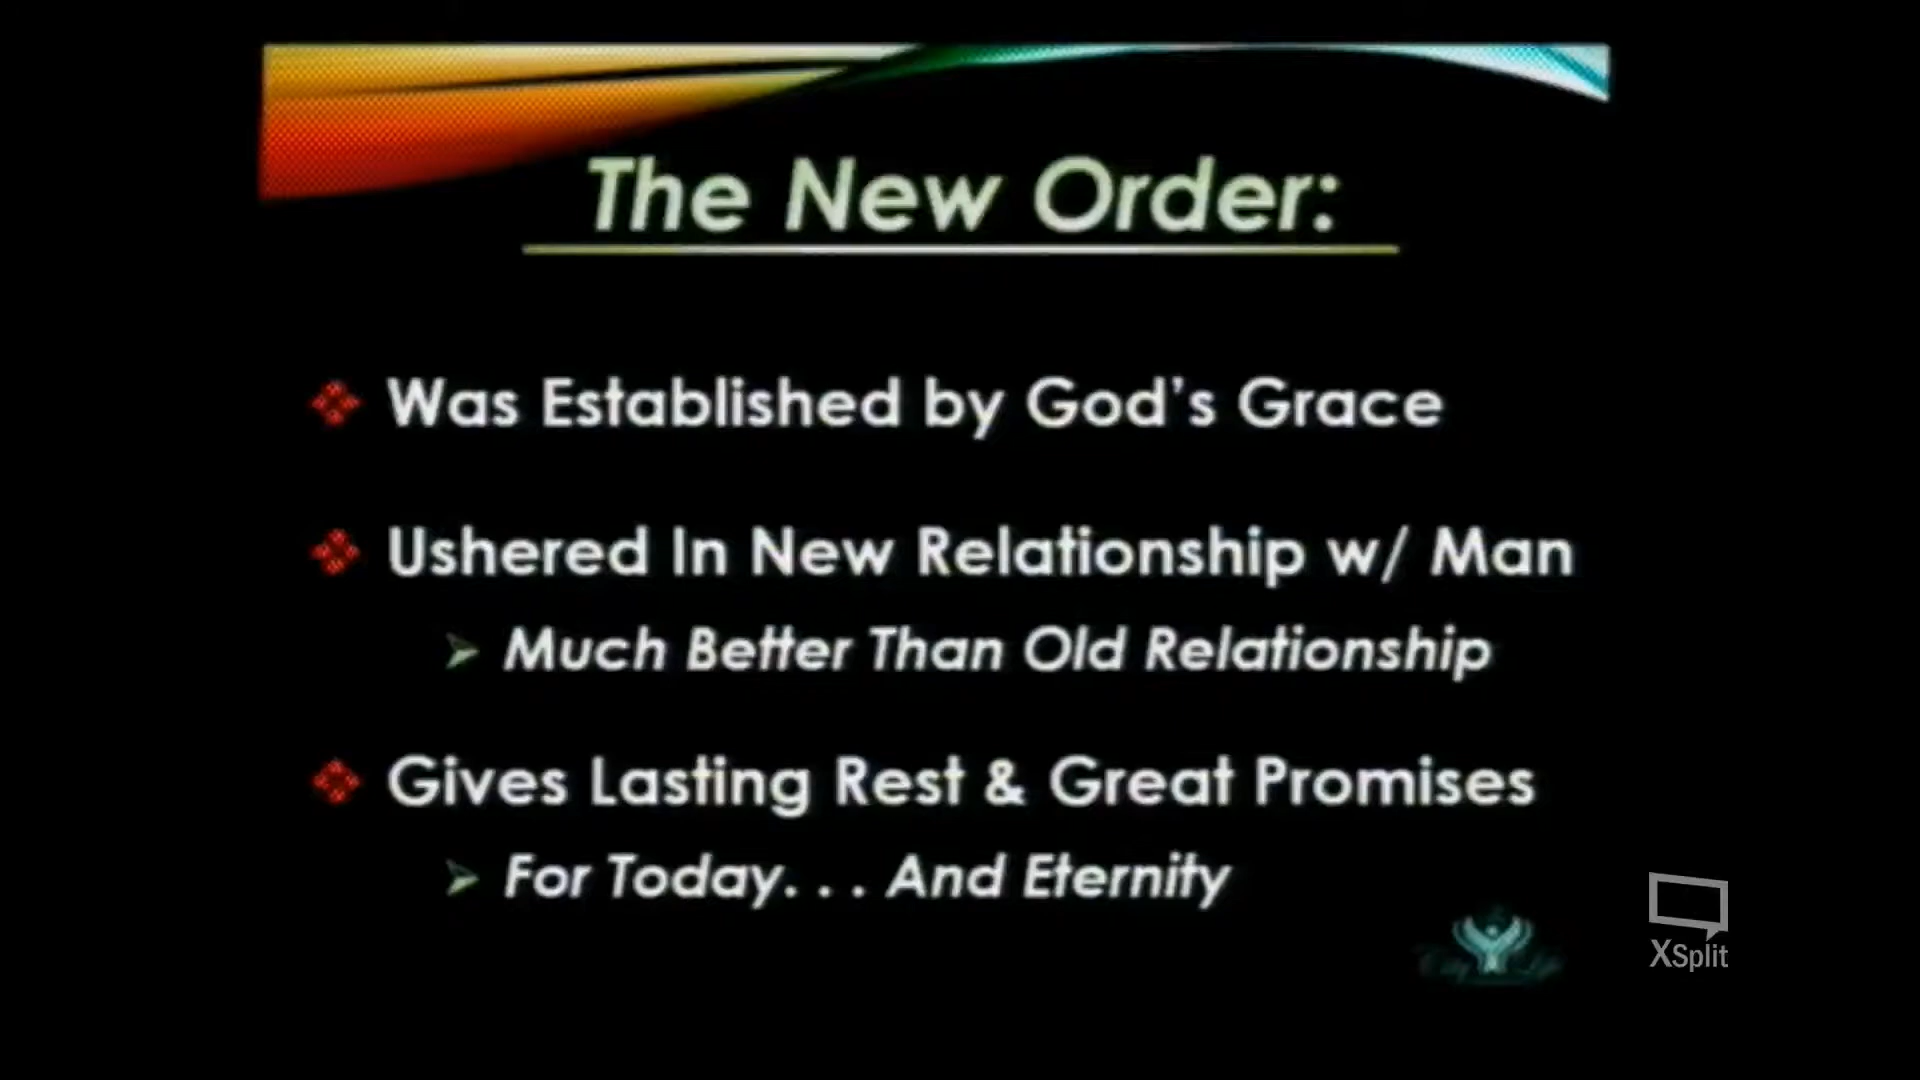 The New Order:
Was Established by God's Grace
Ushered In New Relationship w/ Man
Much Better Than Old Relationship
Gives Lasting Rest & Great Promises
For Today. . . And Eternity
XSplit